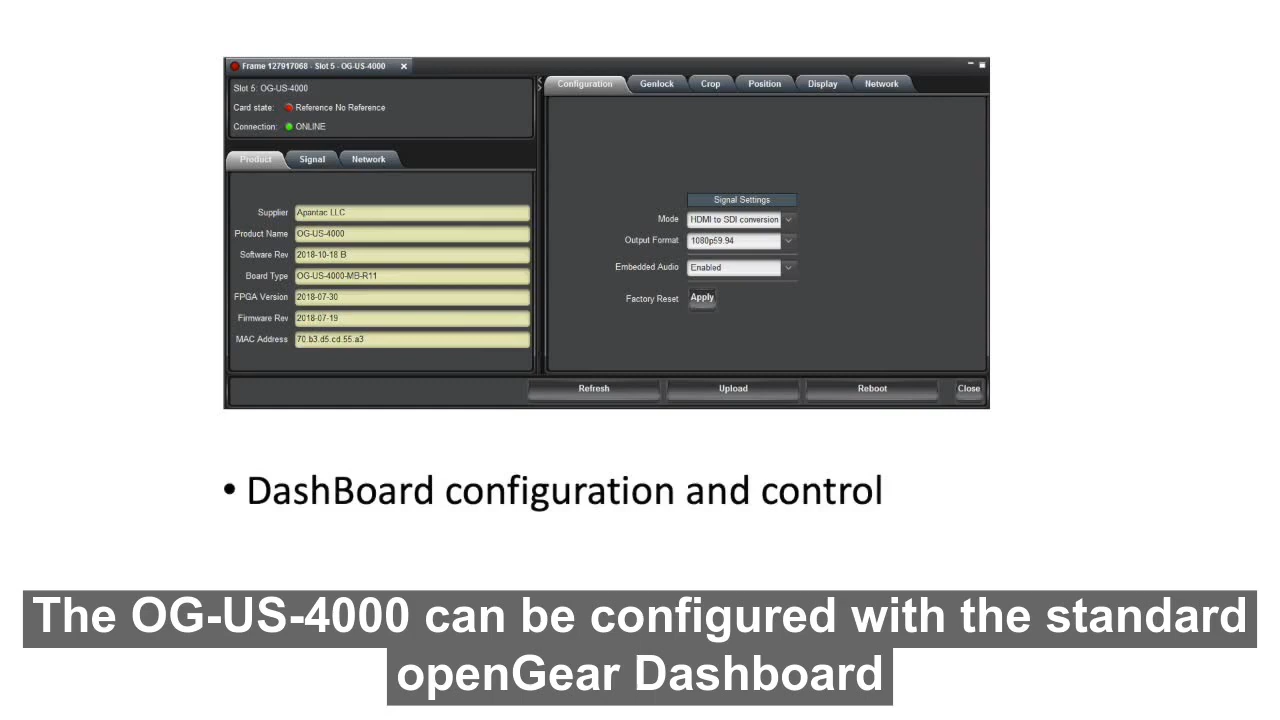 Frame 127917068 - Slot 5 - OG-US-4000
Slot 5: OG-US-4000
Card state: Reference No Reference
Connection: ONLINE
Product Signal Network
Supplier Apantac LLC
Product Name OG-US-4000
Software Rev 2018-10-18 B
Board Type OG-US-4000-MB-R11
FPGA Version 2018-07-30
Firmware Rev 2018-07-19
MAC Address 70.b3.d5.cd.55.a3
Configuration Genlock Crop Position Display Network
Signal Settings
Mode HDMI to SDI conversion
Output Format 1080p59.94
Embedded Audio Enabled
Factory Reset Apply
Refresh Upload Reboot Close
• DashBoard configuration and control
The OG-US-4000 can be configured with the standard
openGear Dashboard